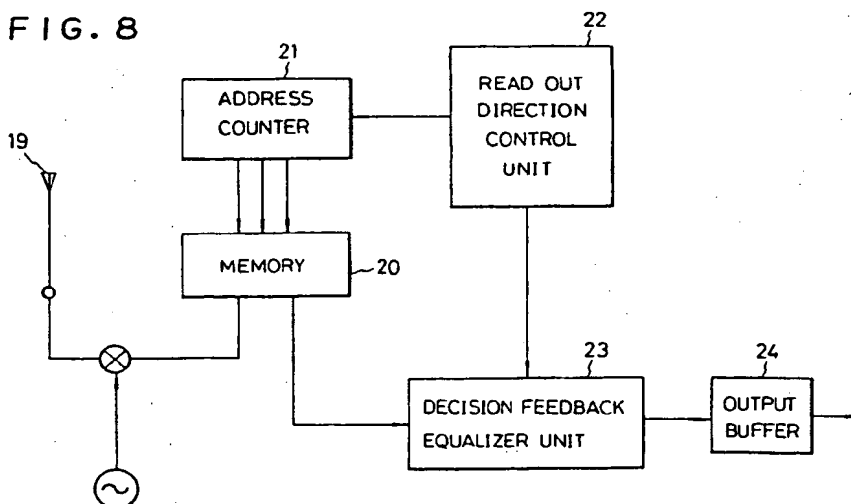 FIG. 8
21
ADDRESS
COUNTER
22
READ OUT
DIRECTION
CONTROL
UNIT
19
MEMORY
20
23
DECISION FEEDBACK
EQUALIZER UNIT
24
OUTPUT
BUFFER